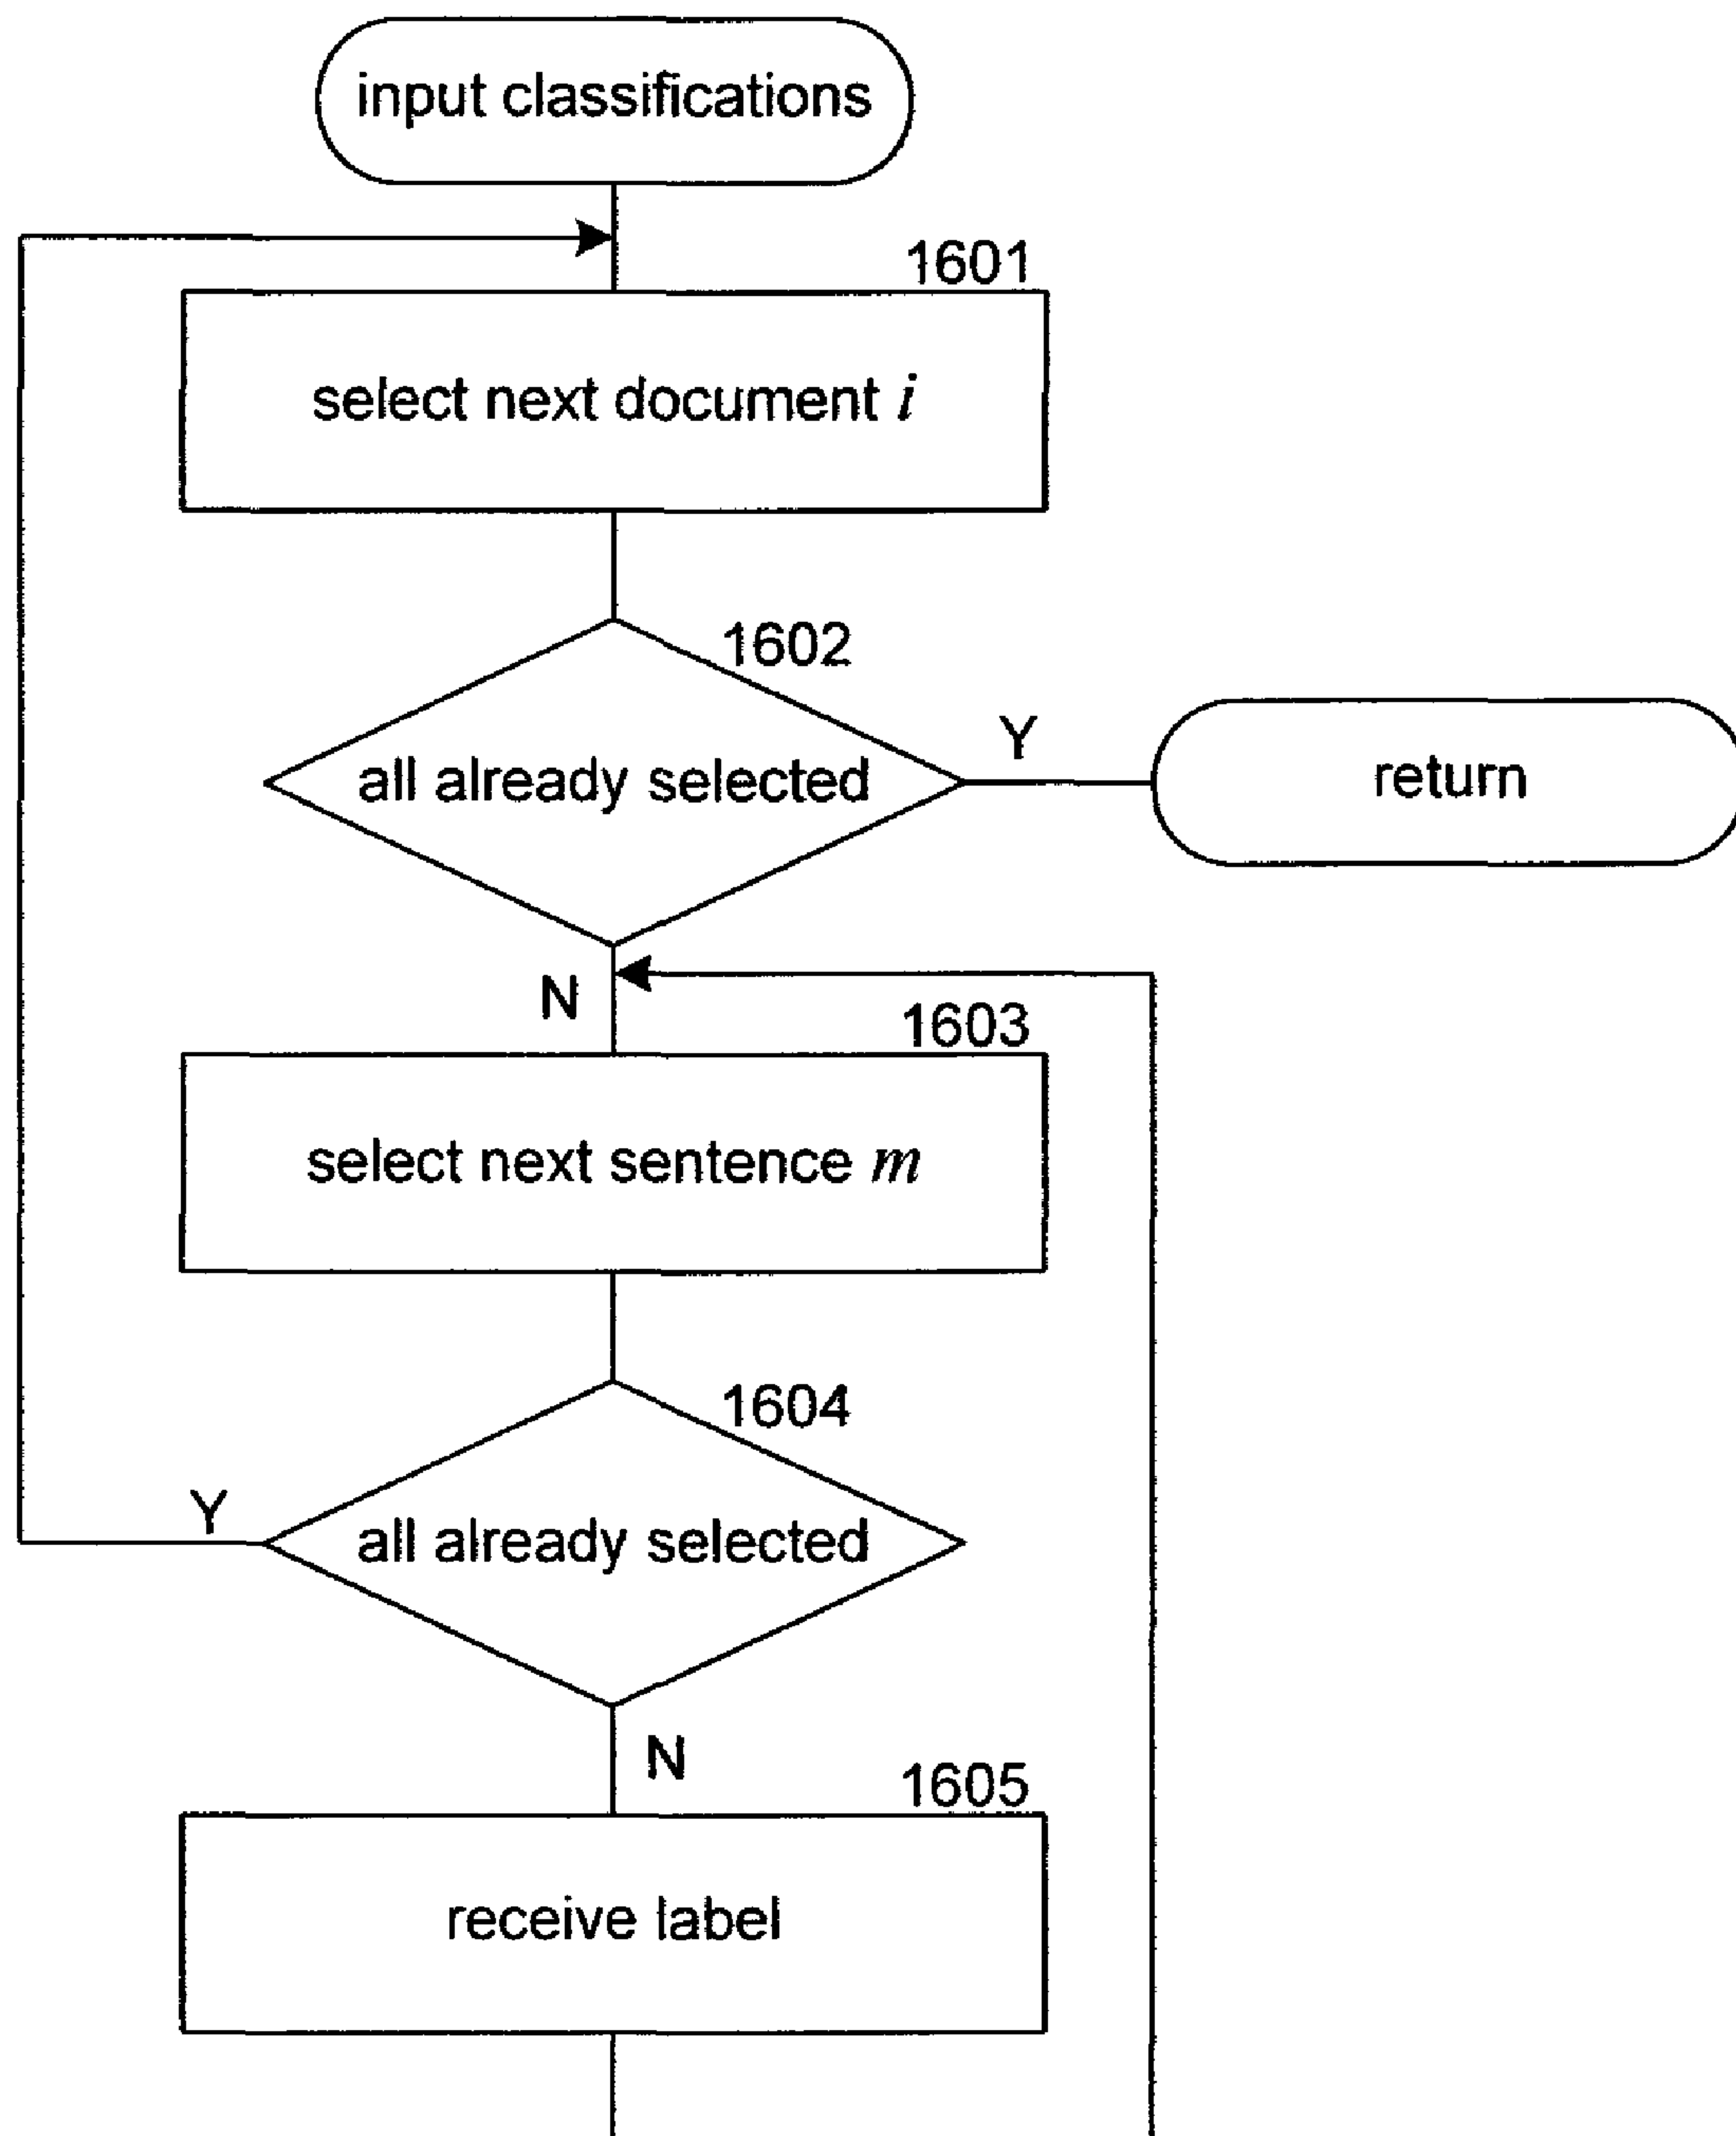 input classifications
1601
select next document i
1602
all already selected
Y
return
N
1603
select next sentence m
1604
all already selected
Y
N
1605
receive label